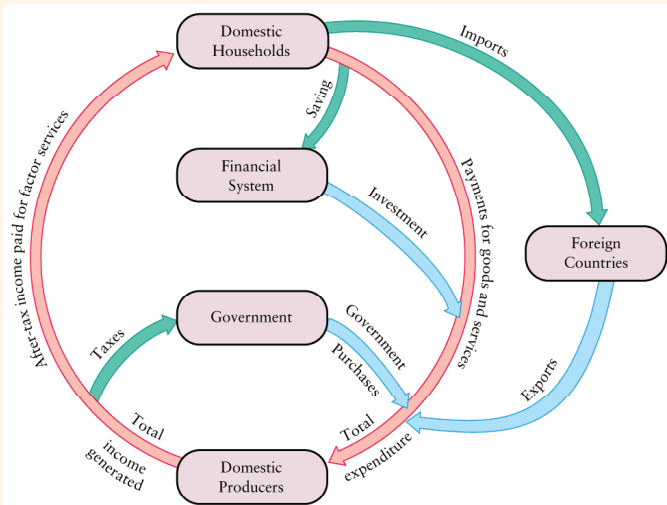 Domestic
Households
Imports
Saving
After-tax income paid for factor services
Financial
System
Investment
Payments for goods and services
Foreign
Countries
Government
Government
Purchases
Taxes
Exports
Total
income
generated
Total
expenditure
Domestic
Producers